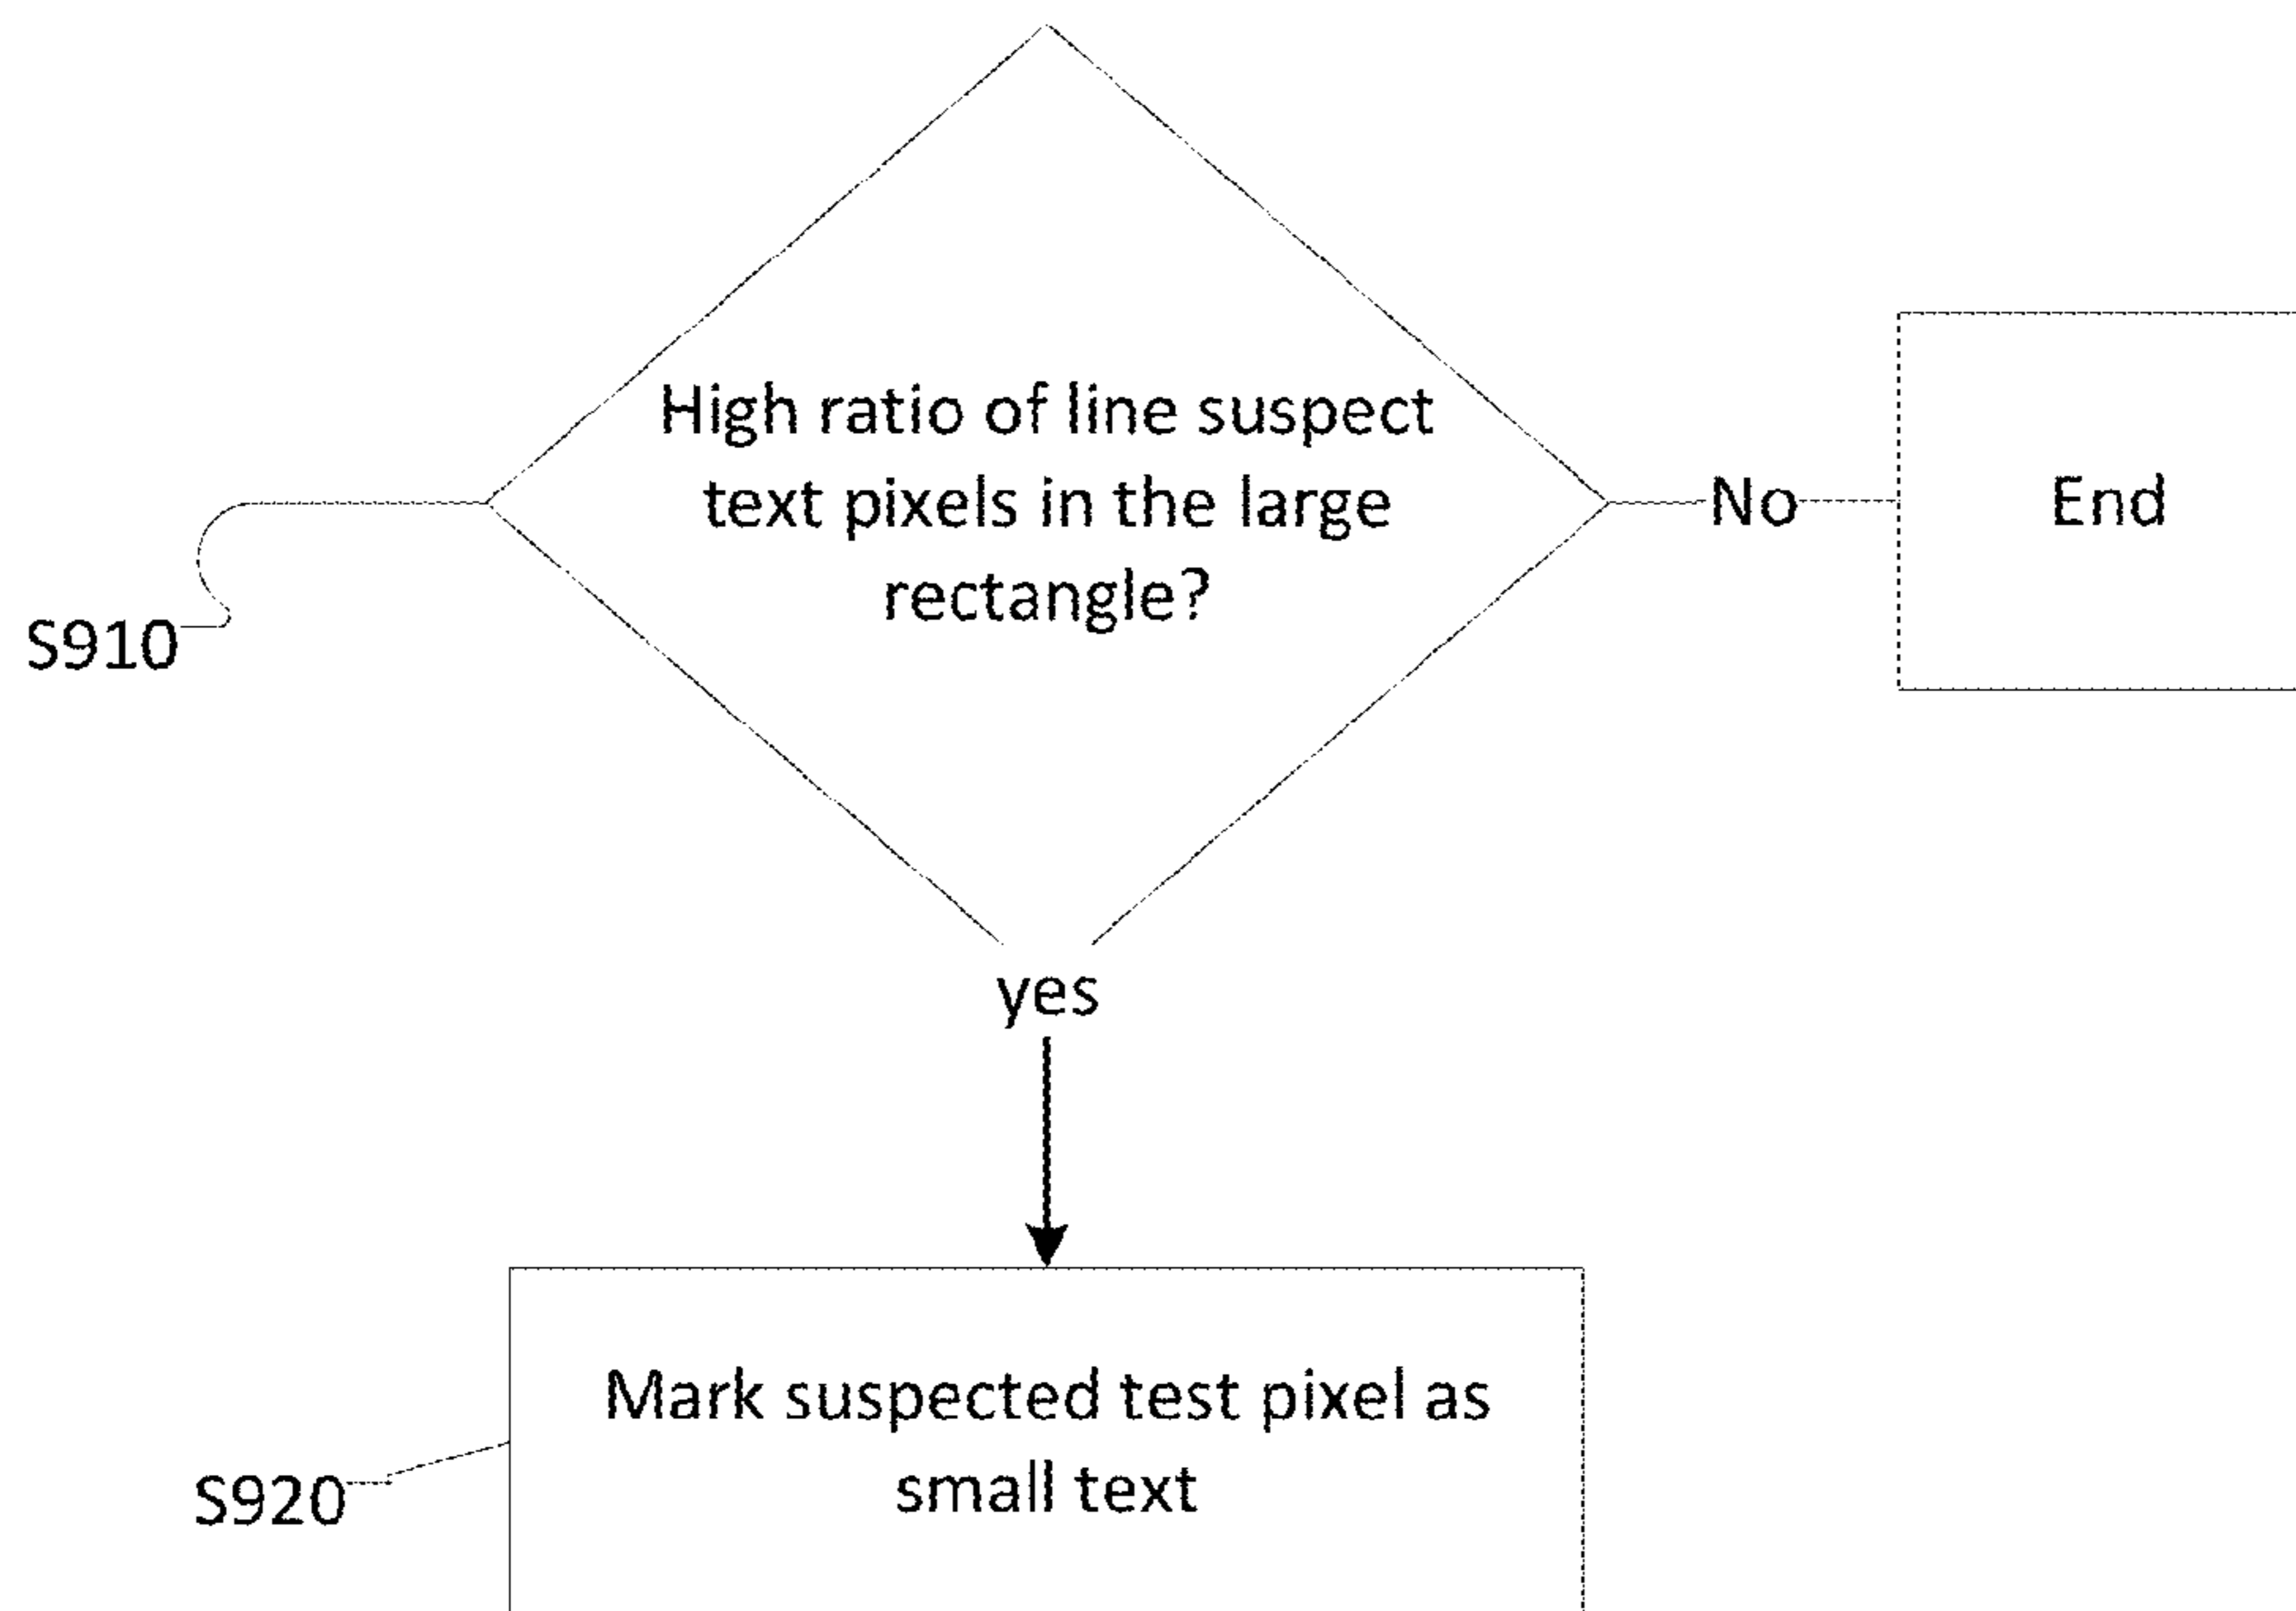 High ratio of line suspect
text pixels in the large
rectangle?
No
End
S910
yes
Mark suspected test pixel as
small text
S920